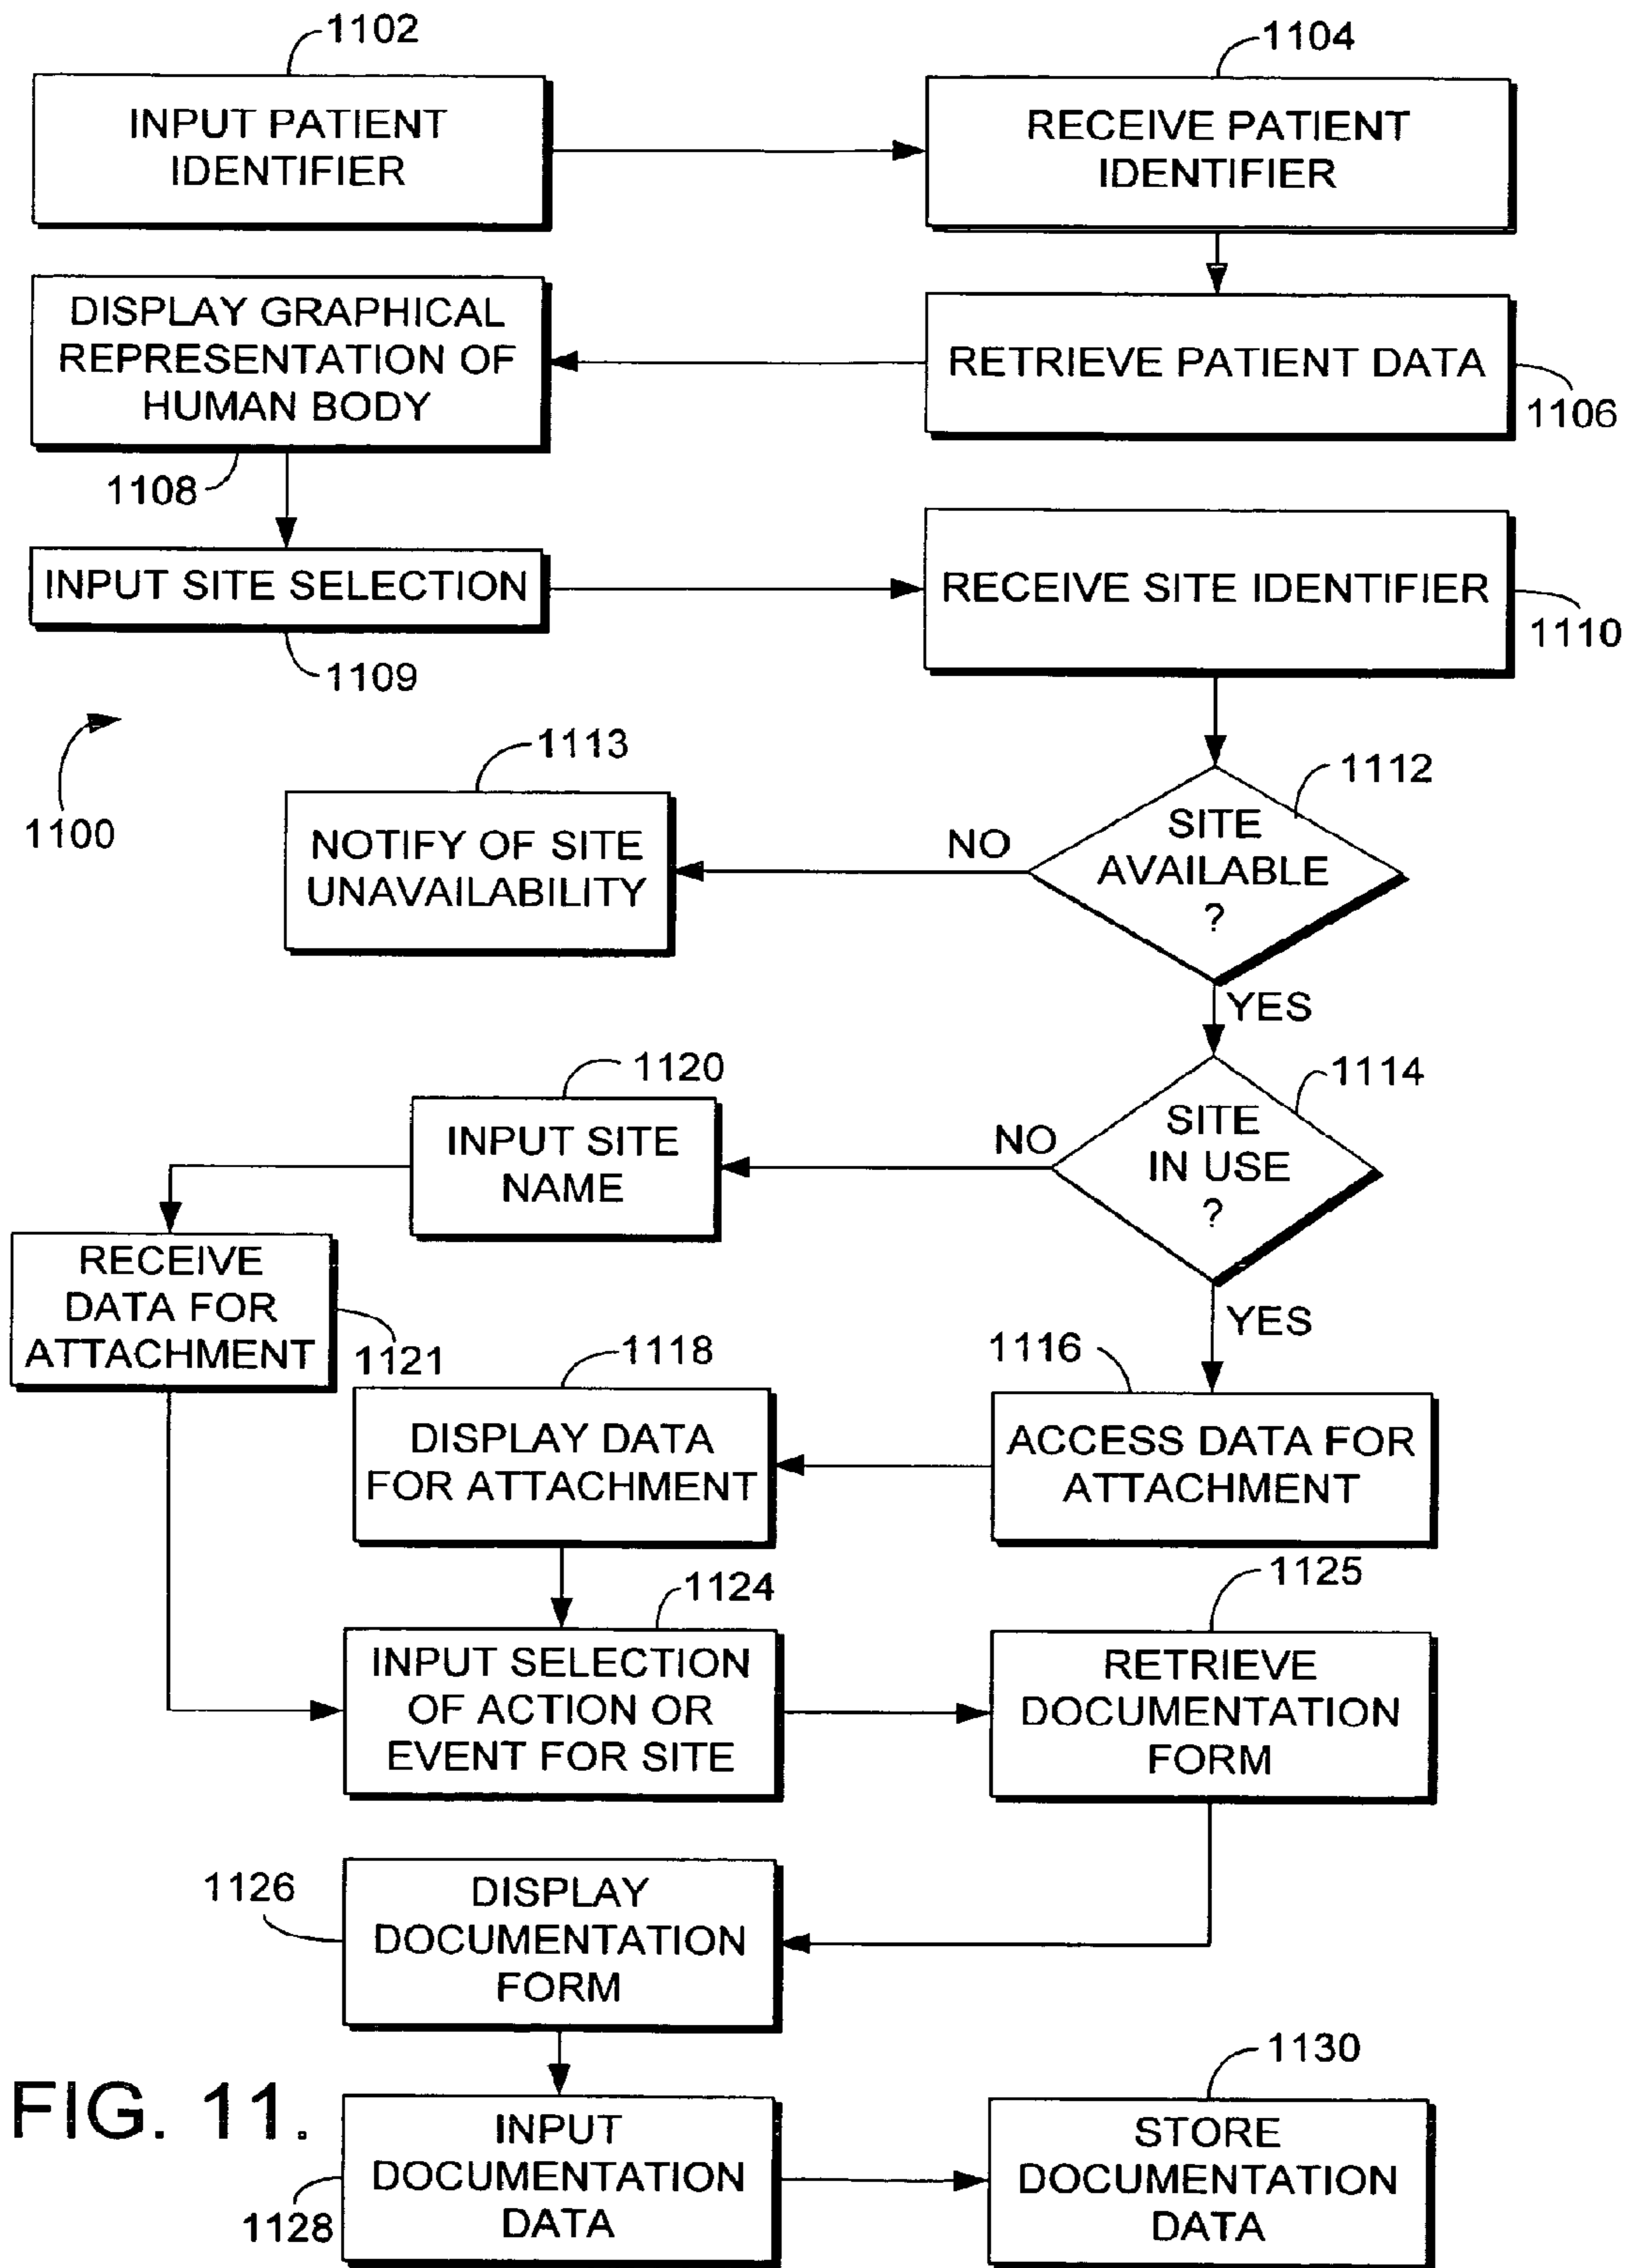 1102
1104
INPUT PATIENT
IDENTIFIER
RECEIVE PATIENT
IDENTIFIER
DISPLAY GRAPHICAL
REPRESENTATION OF
HUMAN BODY
RETRIEVE PATIENT DATA
1106
1108
INPUT SITE SELECTION
RECEIVE SITE IDENTIFIER
1110
1109
1100
1113
NOTIFY OF SITE
UNAVAILABILITY
NO
1112
SITE
AVAILABLE
?
YES
1120
INPUT SITE
NAME
NO
1114
SITE
IN USE
?
YES
RECEIVE
DATA FOR
ATTACHMENT
1121
1118
DISPLAY DATA
FOR ATTACHMENT
1116
ACCESS DATA FOR
ATTACHMENT
1124
INPUT SELECTION
OF ACTION OR
EVENT FOR SITE
1125
RETRIEVE
DOCUMENTATION
FORM
1126
DISPLAY
DOCUMENTATION
FORM
1130
FIG. 11.
INPUT
DOCUMENTATION
DATA
1128
STORE
DOCUMENTATION
DATA